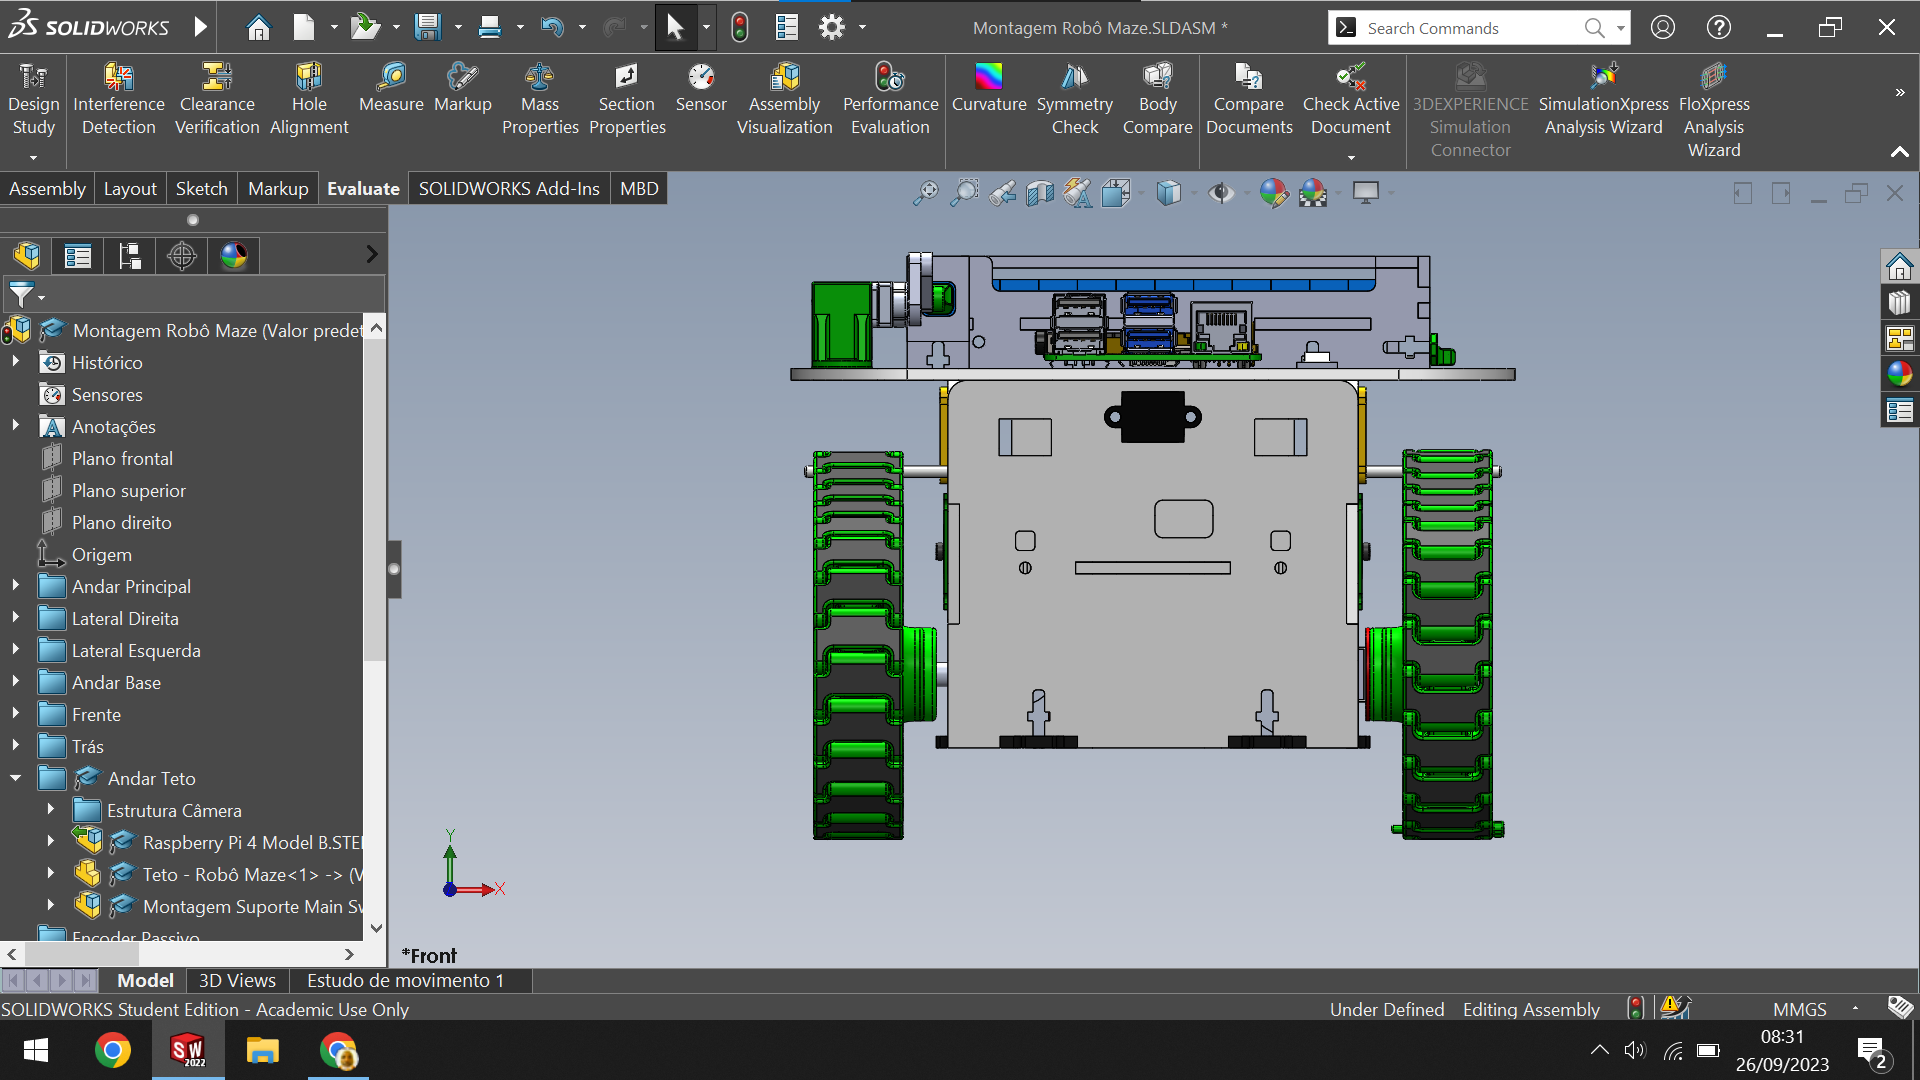 SOLIDWORKS
Montagem Robô Maze.SLDASM *
Search Commands
Design Study
Interference Detection
Clearance Verification
Hole Alignment
Measure
Markup
Mass Properties
Section Properties
Sensor
Assembly Visualization
Performance Evaluation
Curvature
Symmetry Check
Body Compare
Compare Documents
Check Active Document
3DEXPERIENCE Simulation Connector
SimulationXpress Analysis Wizard
FloXpress Analysis Wizard
Assembly
Layout
Sketch
Markup
Evaluate
SOLIDWORKS Add-Ins
MBD
Montagem Robô Maze (Valor predet
Histórico
Sensores
Anotações
Plano frontal
Plano superior
Plano direito
Origem
Andar Principal
Lateral Direita
Lateral Esquerda
Andar Base
Frente
Trás
Andar Teto
Estrutura Câmera
Raspberry Pi 4 Model B.STE
Teto - Robô Maze<1> -> (V
Montagem Suporte Main Sv
Encoder Passivo
Y
X
*Front
Model
3D Views
Estudo de movimento 1
SOLIDWORKS Student Edition - Academic Use Only
Under Defined
Editing Assembly
MMGS
SW
2022
08:31
26/09/2023
2